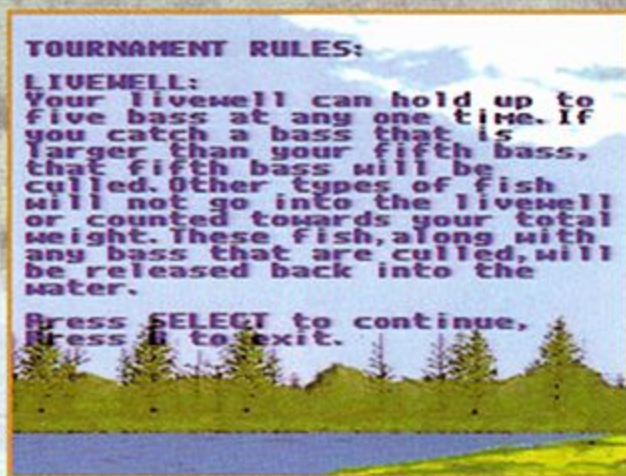 TOURNAMENT RULES:
LIVEWELL:
Your livewell can hold up to
five bass at any one time.If
you catch a bass that is
larger than your fifth bass,
that fifth bass will be
culled.Other types of fish
will not go into the livewell
or counted towards your total
weight.These fish,along with
any bass that are culled,will
be released back into the
water.
Press SELECT to continue,
Press B to exit.